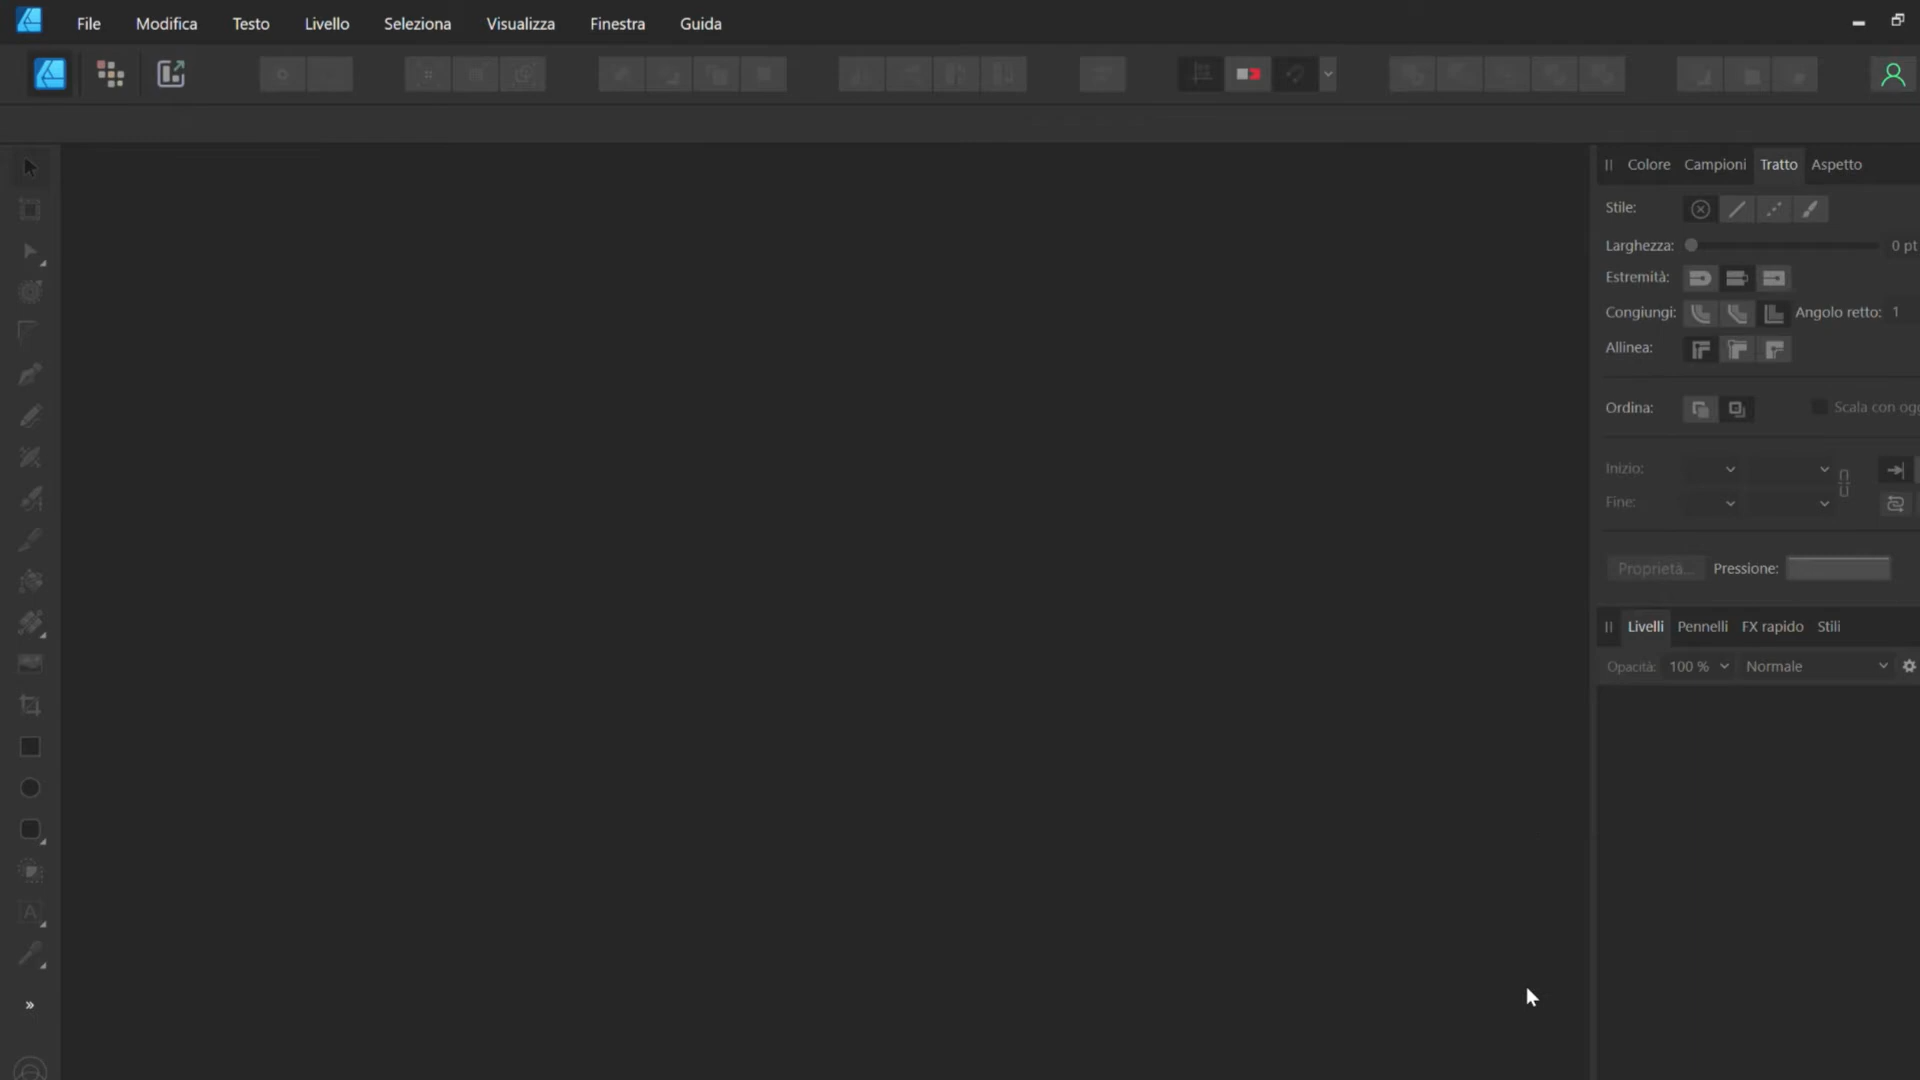 File Modifica Testo Livello Seleziona Visualizza Finestra Guida
Colore Campioni Tratto Aspetto
Stile:
Larghezza: 0 pt
Estremità:
Congiungi: Angolo retto: 1
Allinea:
Ordina: Scala con ogg
Inizio:
Fine:
Proprietà... Pressione:
Livelli Pennelli FX rapido Stili
Opacità: 100 % Normale